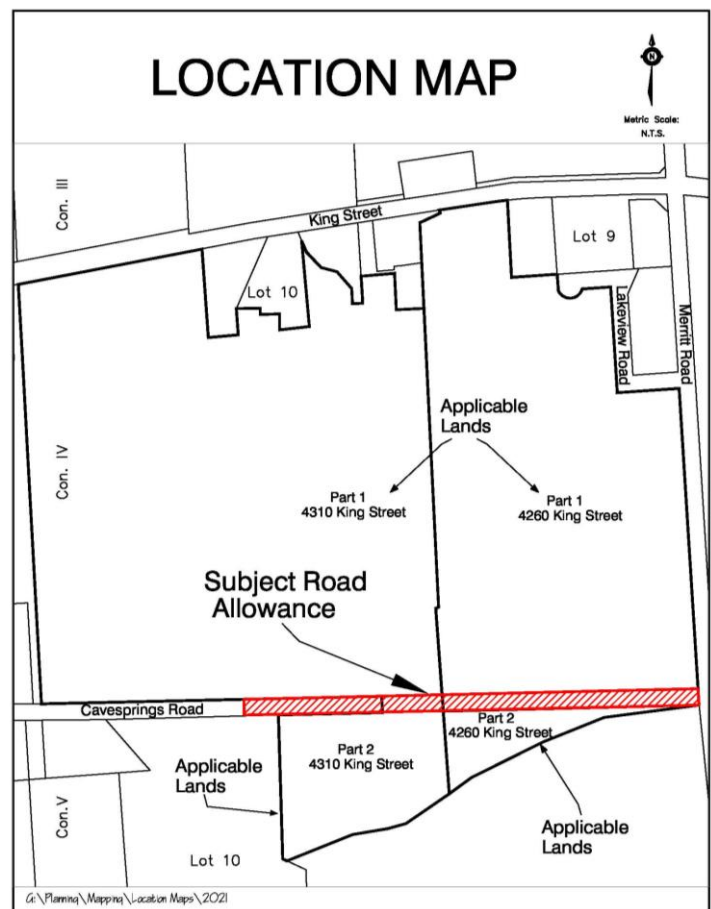 LOCATION MAP
N
Metric Scale:
N.T.S.
Con. III
King Street
Lot 9
Lot 10
Lakeview Road
Merritt Road
Applicable
Lands
Con. IV
Part 1
4310 King Street
Part 1
4260 King Street
Subject Road
Allowance
Cavesprings Road
Part 2
4260 King Street
Part 2
4310 King Street
Applicable
Lands
Con.V
Applicable
Lands
Lot 10
G:\Planning\Mapping\Location Maps\2021